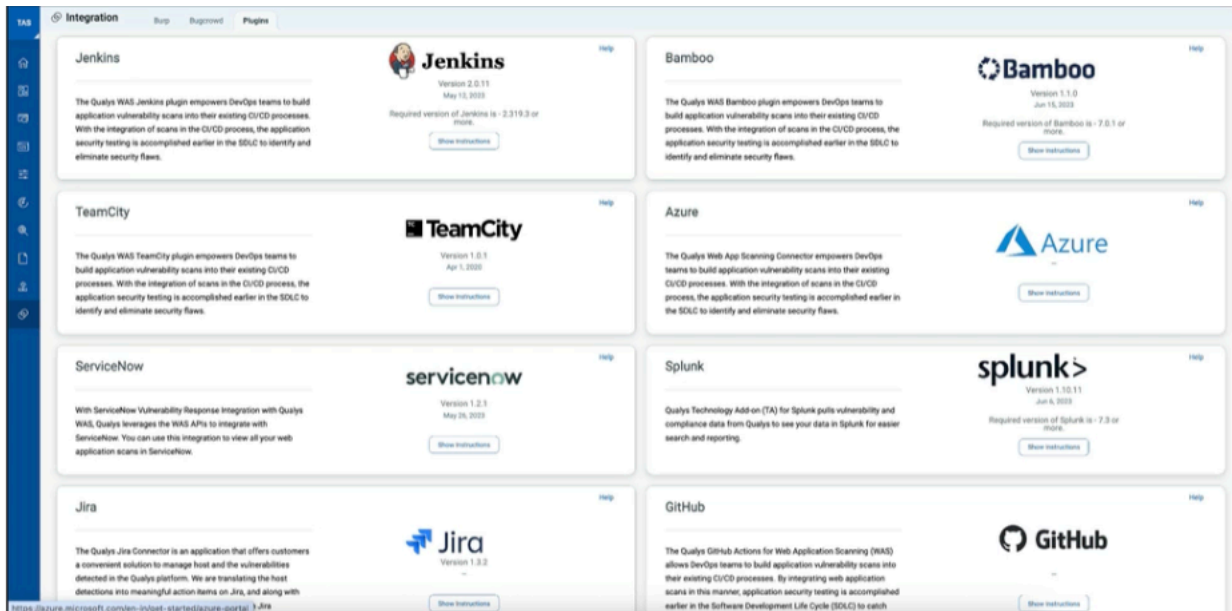 TAS
Integration
Burp
Bugcrowd
Plugins
Jenkins
Help
Jenkins
Version 2.0.11
May 12, 2023
Required version of Jenkins is - 2.319.3 or
more.
Show Instructions
The Qualys WAS Jenkins plugin empowers DevOps teams to build
application vulnerability scans into their existing CI/CD processes.
With the integration of scans in the CI/CD process, the application
security testing is accomplished earlier in the SDLC to identify and
eliminate security flaws.
Bamboo
Help
Bamboo
Version 1.1.0
Jun 15, 2023
Required version of Bamboo is - 7.0.1 or
more.
Show Instructions
The Qualys WAS Bamboo plugin empowers DevOps teams to
build application vulnerability scans into their existing CI/CD
processes. With the integration of scans in the CI/CD process, the
application security testing is accomplished earlier in the SDLC to
identify and eliminate security flaws.
TeamCity
Help
TeamCity
Version 1.0.1
Apr 1, 2020
Show Instructions
The Qualys WAS TeamCity plugin empowers DevOps teams to
build application vulnerability scans into their existing CI/CD
processes. With the integration of scans in the CI/CD process, the
application security testing is accomplished earlier in the SDLC to
identify and eliminate security flaws.
Azure
Help
Azure
--
Show Instructions
The Qualys Web App Scanning Connector empowers DevOps
teams to build application vulnerability scans into their existing
CI/CD processes. With the integration of scans in the CI/CD
process, the application security testing is accomplished earlier in
the SDLC to identify and eliminate security flaws.
ServiceNow
Help
servicenow
Version 1.2.1
May 26, 2023
Show Instructions
With ServiceNow Vulnerability Response Integration with Qualys
WAS, Qualys leverages the WAS APIs to integrate with
ServiceNow. You can use this integration to view all your web
application scans in ServiceNow.
Splunk
Help
splunk>
Version 1.10.11
Jun 6, 2023
Required version of Splunk is - 7.3 or
more.
Show Instructions
Qualys Technology Add-on (TA) for Splunk pulls vulnerability and
compliance data from Qualys to see your data in Splunk for easier
search and reporting.
Jira
Help
Jira
Version 1.3.2
--
Show Instructions
The Qualys Jira Connector is an application that offers customers
a convenient solution to manage host and the vulnerabilities
detected in the Qualys platform. We are translating the host
detections into meaningful action items on Jira, and along with
Jira
GitHub
Help
GitHub
--
Show Instructions
The Qualys GitHub Actions for Web Application Scanning (WAS)
allows DevOps teams to build application vulnerability scans into
their existing CI/CD processes. By integrating web application
scans in this manner, application security testing is accomplished
earlier in the Software Development Life Cycle (SDLC) to catch
https://azure.microsoft.com/en-in/get-started/azure-portal